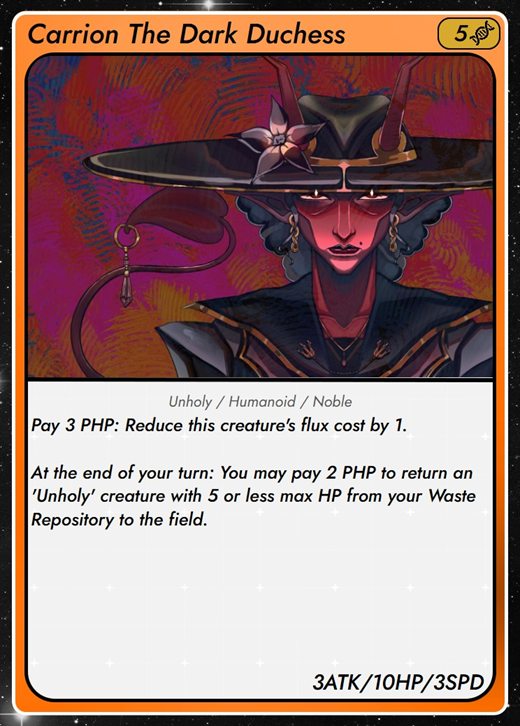 Carrion The Dark Duchess
5
Unholy / Humanoid / Noble
Pay 3 PHP: Reduce this creature's flux cost by 1.
At the end of your turn: You may pay 2 PHP to return an
'Unholy' creature with 5 or less max HP from your Waste
Repository to the field.
3ATK/10HP/3SPD